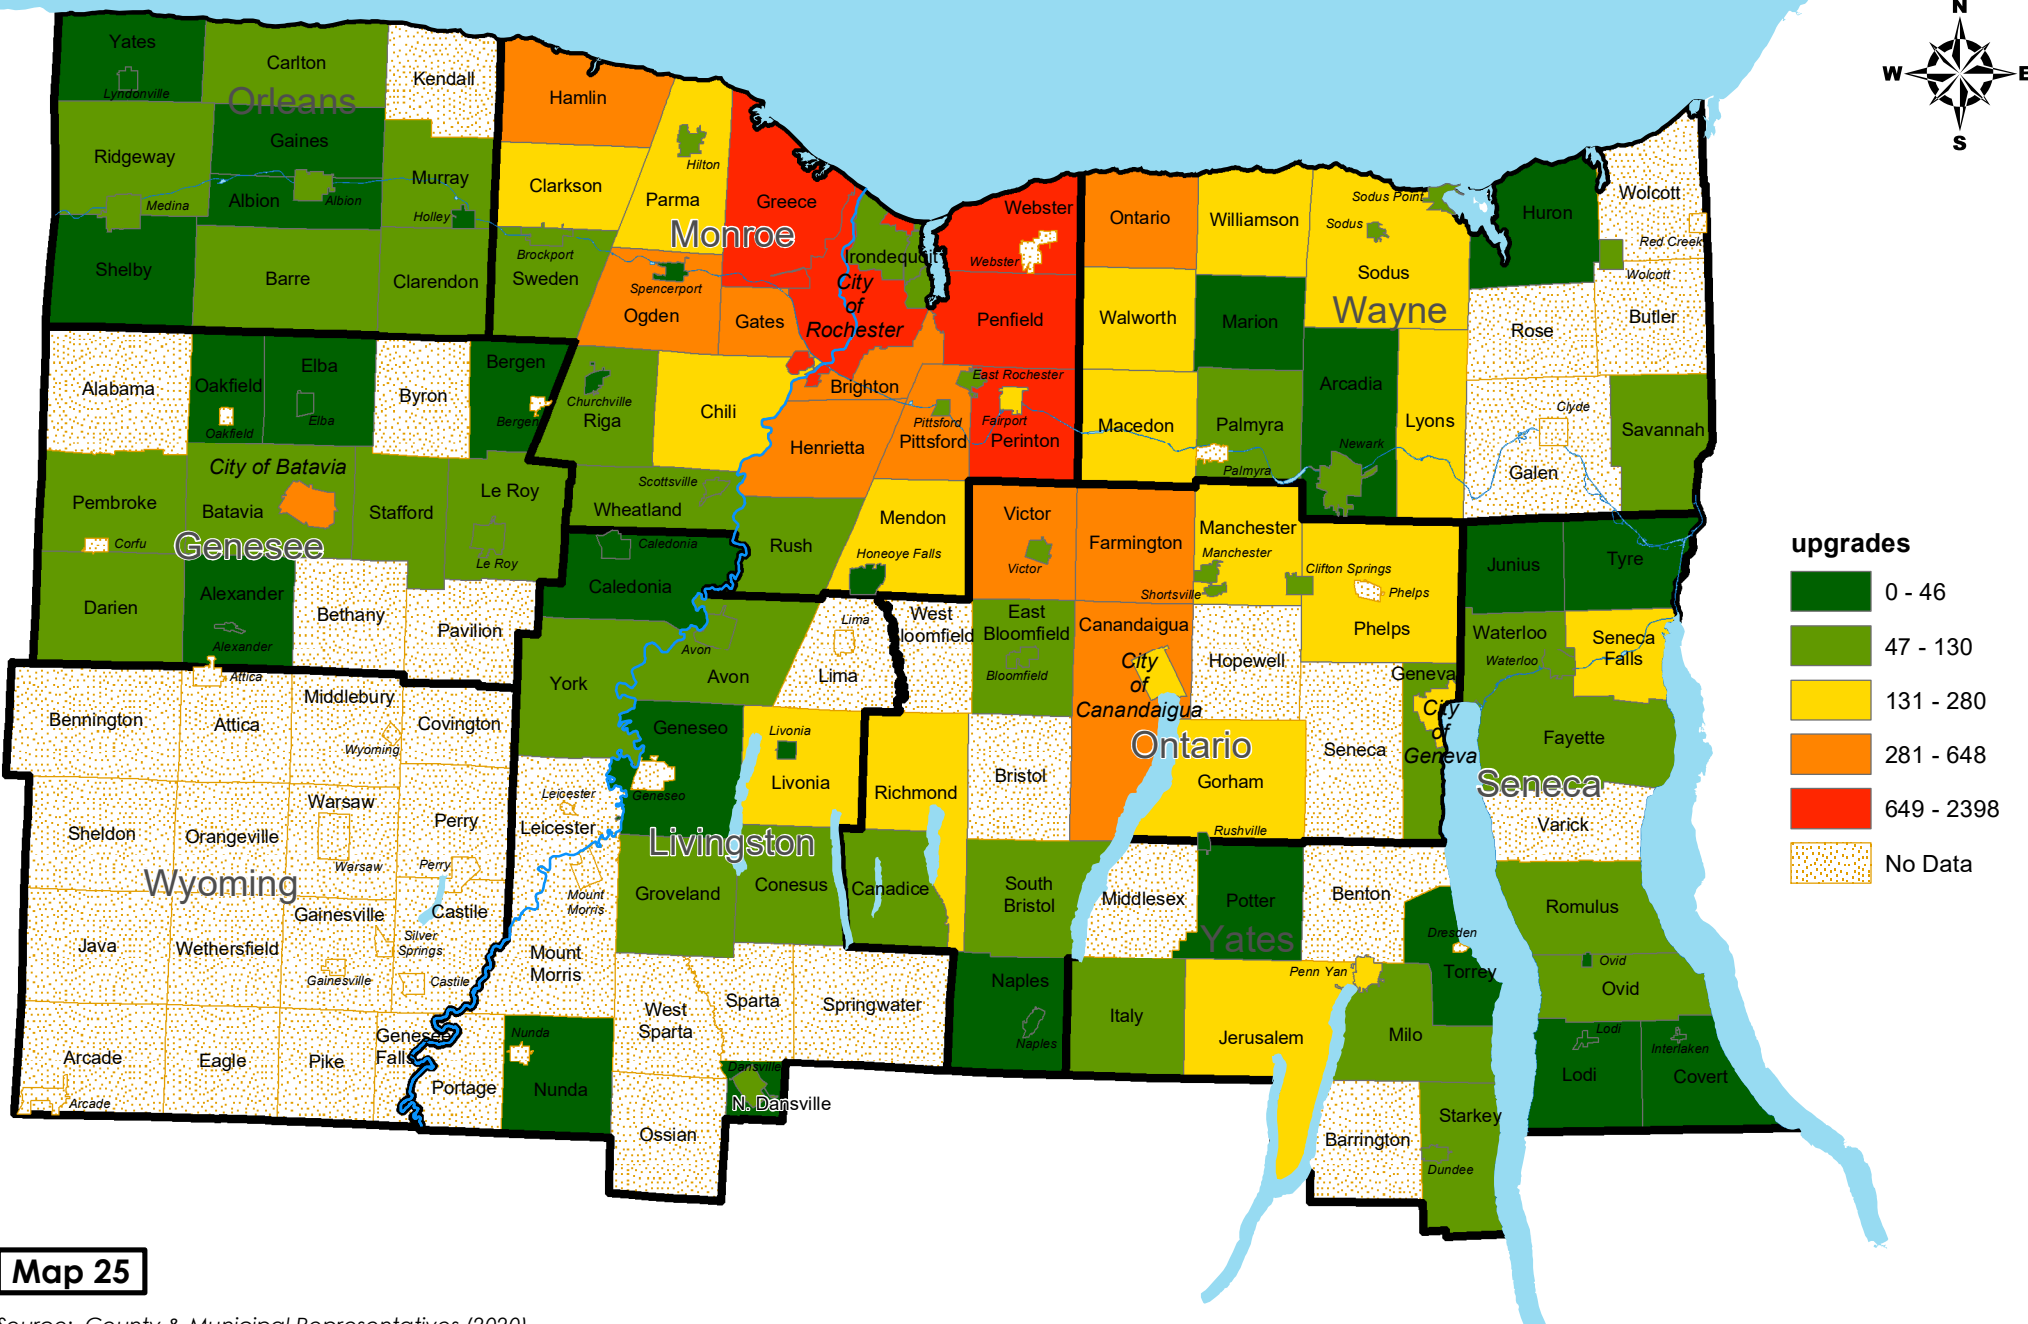 N
W
E
S
Yates
Lyndonville
Carlton
Orleans
Kendall
Gaines
Ridgeway
Murray
Albion
Albion
Medina
Holley
Shelby
Barre
Clarendon
Hamlin
Clarkson
Hilton
Parma
Greece
Monroe
Webster
Webster
Brockport
Sweden
Spencerport
Ogden
Gates
Irondequoit
City
of
Rochester
Penfield
East Rochester
Brighton
Churchville
Riga
Chili
Pittsford
Pittsford
Fairport
Perinton
Henrietta
Scottsville
Wheatland
Rush
Mendon
Honeoye Falls
Ontario
Williamson
Sodus Point
Sodus
Sodus
Huron
Wolcott
Red Creek
Wolcott
Wayne
Walworth
Marion
Rose
Butler
Macedon
Palmyra
Palmyra
Arcadia
Newark
Lyons
Clyde
Galen
Savannah
Alabama
Oakfield
Oakfield
Elba
Elba
Byron
Bergen
Bergen
City of Batavia
Pembroke
Batavia
Stafford
Le Roy
Le Roy
Corfu
Genesee
Darien
Alexander
Alexander
Bethany
Pavilion
Caledonia
Caledonia
Avon
Avon
York
Lima
Lima
West
loomfield
East
Bloomfield
Bloomfield
Victor
Victor
Farmington
Manchester
Manchester
Shortsville
Clifton Springs
Phelps
Phelps
Canandaigua
City
of
Canandaigua
Hopewell
Seneca
Geneva
City
of
Geneva
Ontario
Gorham
Rushville
Bristol
Richmond
Canadice
South
Bristol
Naples
Naples
Junius
Tyre
Waterloo
Waterloo
Seneca
Falls
Fayette
Seneca
Varick
Romulus
Ovid
Ovid
Lodi
Lodi
Interlaken
Covert
Bennington
Attica
Attica
Middlebury
Wyoming
Covington
Sheldon
Orangeville
Warsaw
Warsaw
Perry
Perry
Wyoming
Java
Wethersfield
Gainesville
Gainesville
Silver
Springs
Castile
Castile
Arcade
Arcade
Eagle
Pike
Genesee
Falls
Portage
Geneseo
Geneseo
Livonia
Livonia
Leicester
Leicester
Livingston
Mount
Morris
Mount
Morris
Groveland
Conesus
Nunda
Nunda
West
Sparta
Sparta
Springwater
Dansville
N. Dansville
Ossian
Middlesex
Potter
Yates
Benton
Dresden
Torrey
Penn Yan
Italy
Jerusalem
Milo
Barrington
Starkey
Dundee
upgrades
0 - 46
47 - 130
131 - 280
281 - 648
649 - 2398
No Data
Map 25
Source: County & Municipal Representatives (2020)